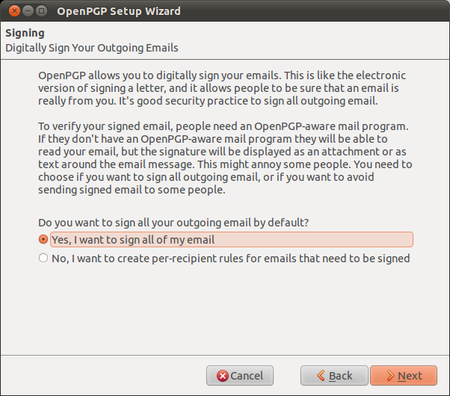 OpenPGP Setup Wizard
Signing
Digitally Sign Your Outgoing Emails
OpenPGP allows you to digitally sign your emails. This is like the electronic
version of signing a letter, and it allows people to be sure that an email is
really from you. It's good security practice to sign all outgoing email.
To verify your signed email, people need an OpenPGP-aware mail program.
If they don't have an OpenPGP-aware mail program they will be able to
read your email, but the signature will be displayed as an attachment or as
text around the email message. This might annoy some people. You need to
choose if you want to sign all outgoing email, or if you want to avoid
sending signed email to some people.
Do you want to sign all your outgoing email by default?
Yes, I want to sign all of my email
No, I want to create per-recipient rules for emails that need to be signed
Cancel
Back
Next